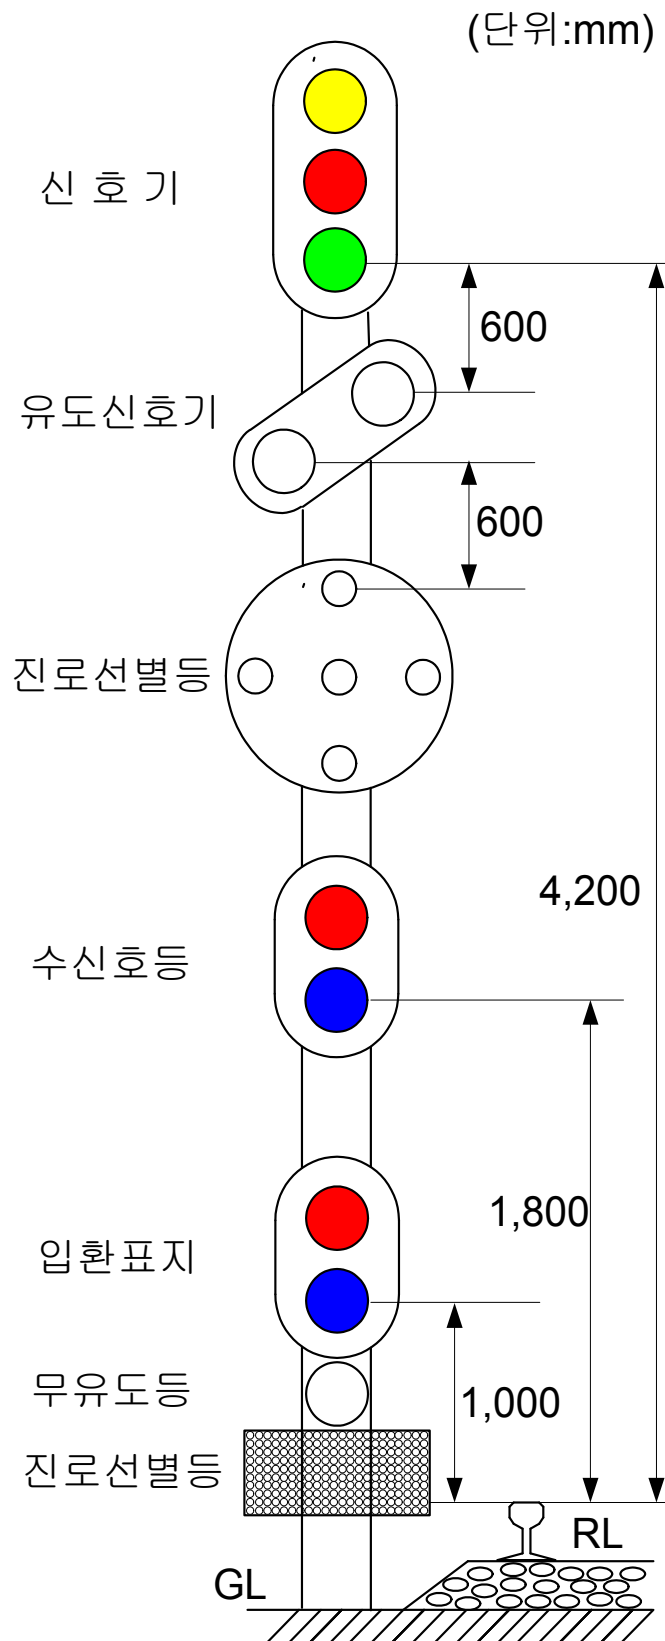 (단위:mm)
신 호 기
600
유도신호기
600
진로선별등
4,200
수신호등
1,800
입환표지
무유도등
1,000
진로선별등
RL
GL